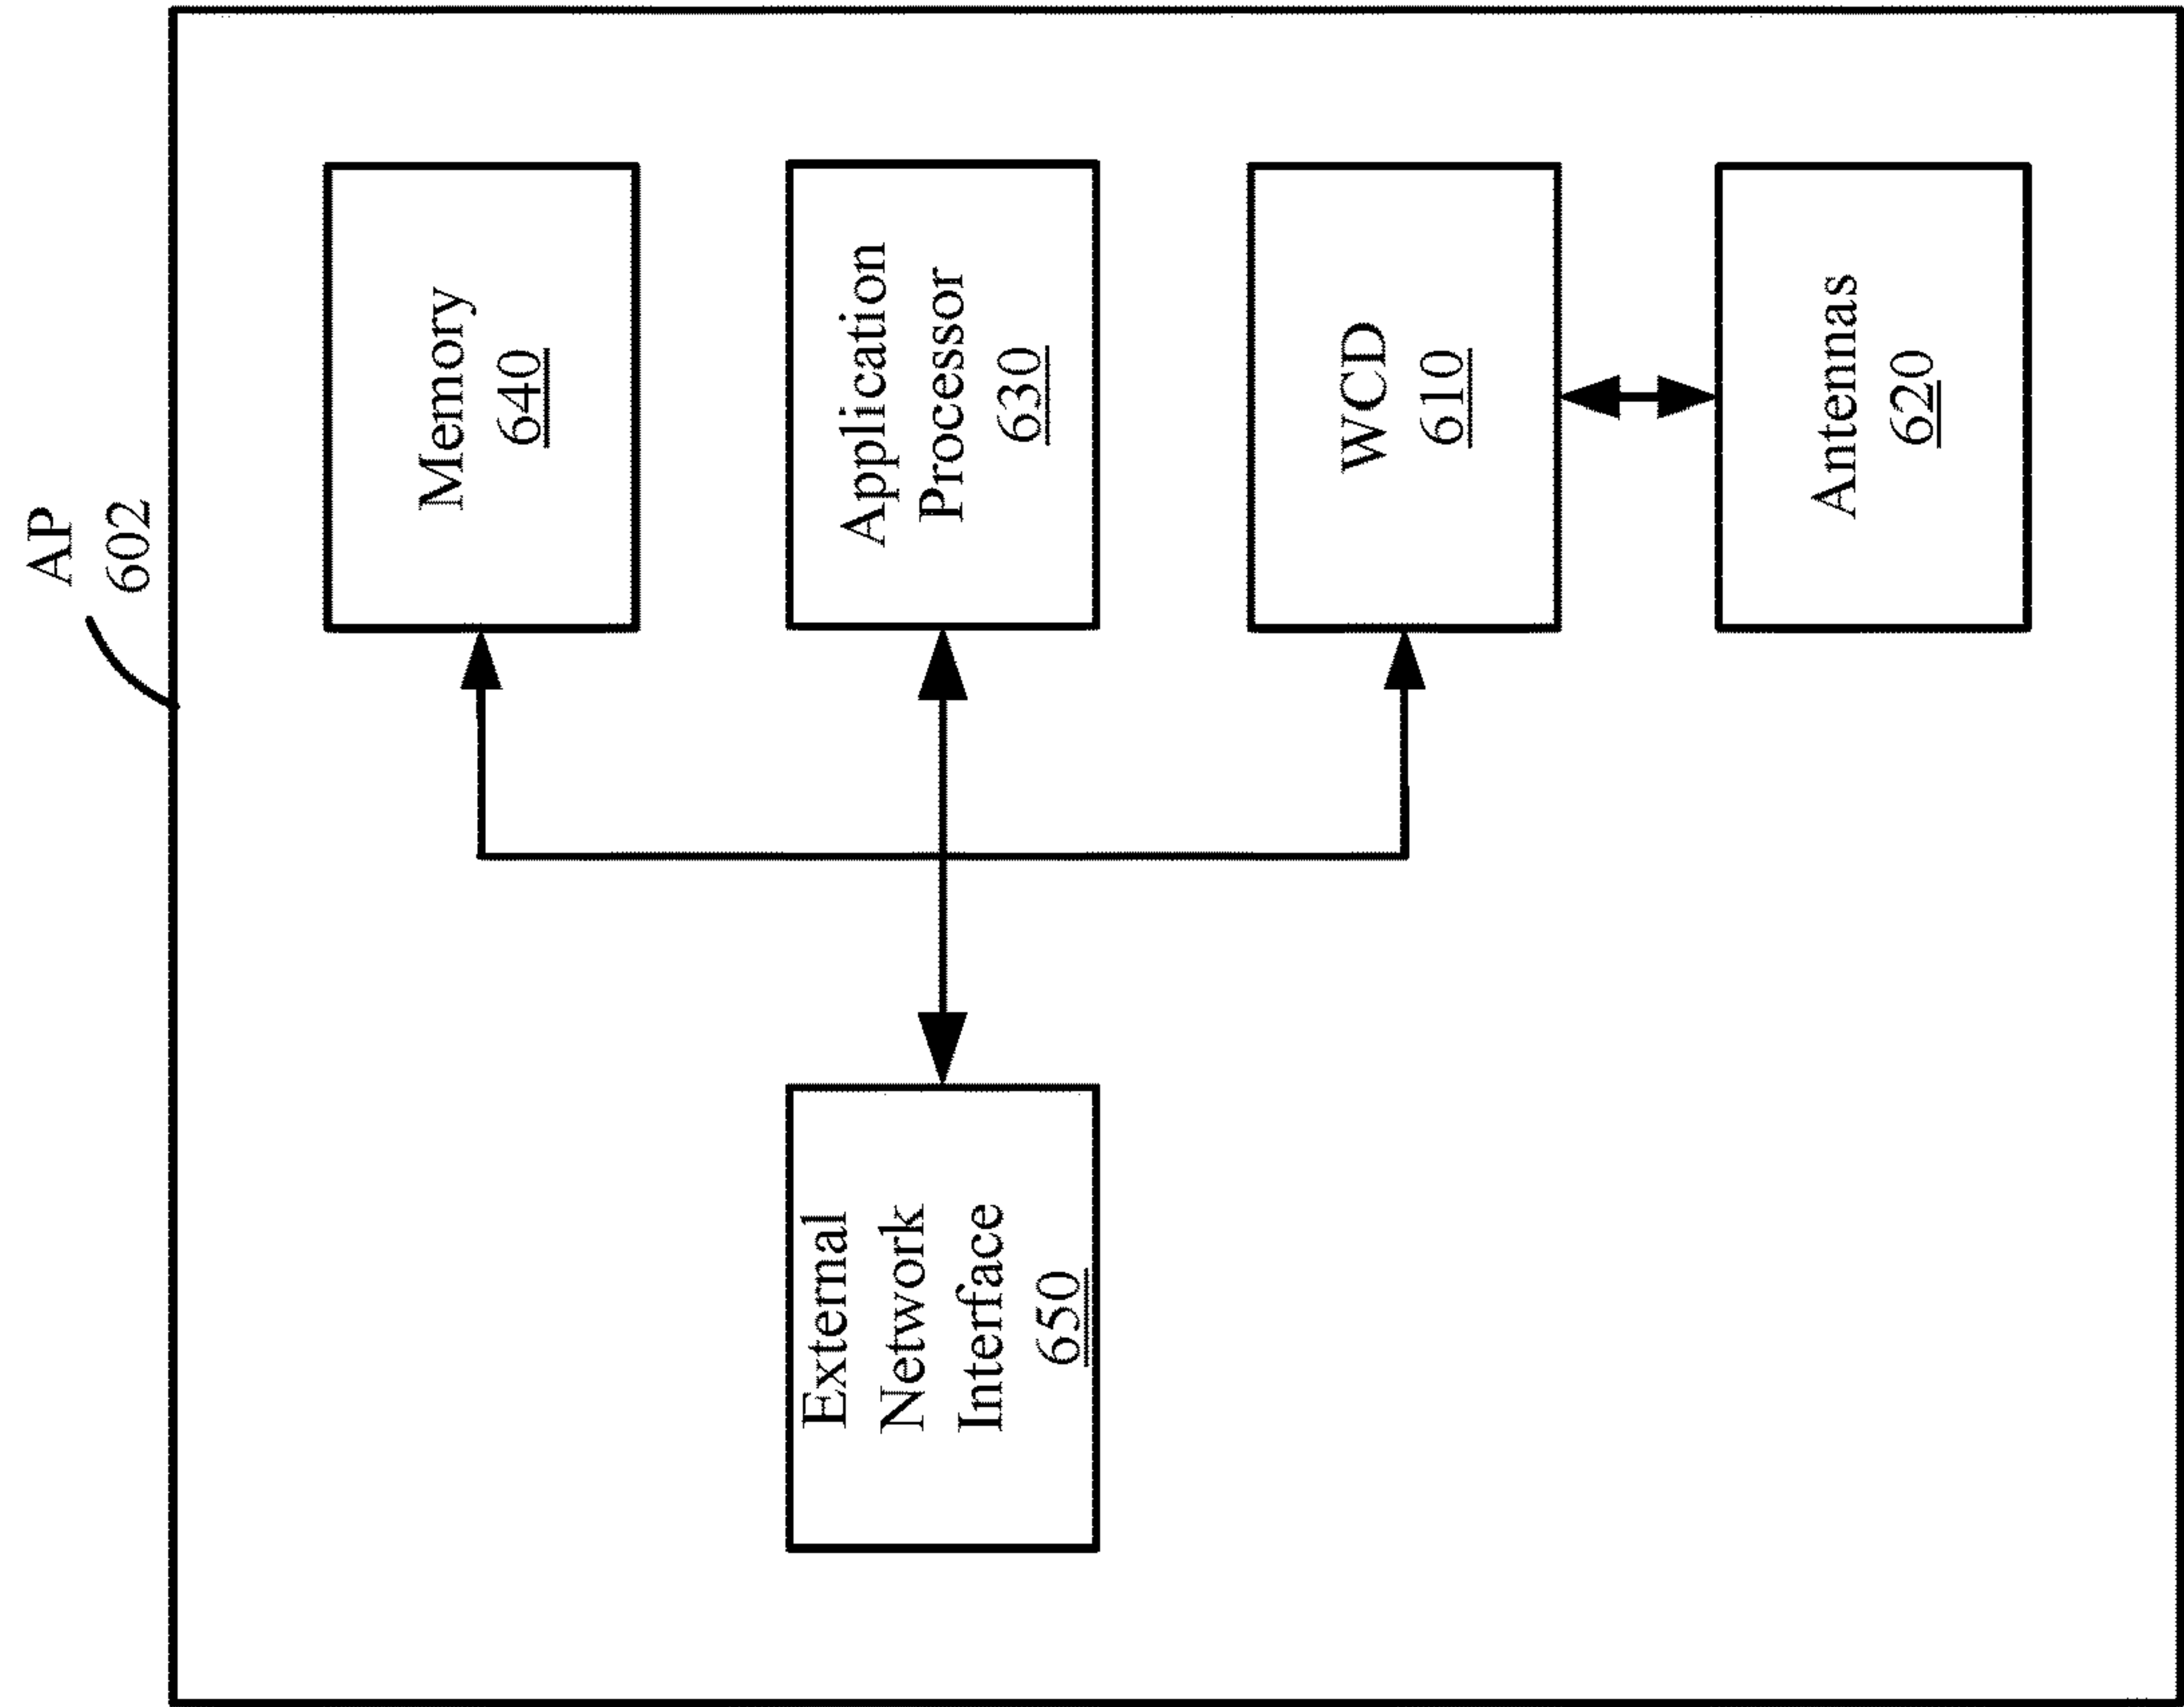 AP
602
Memory
640
Application
Processor
630
WCD
610
Antennas
620
External
Network
Interface
650